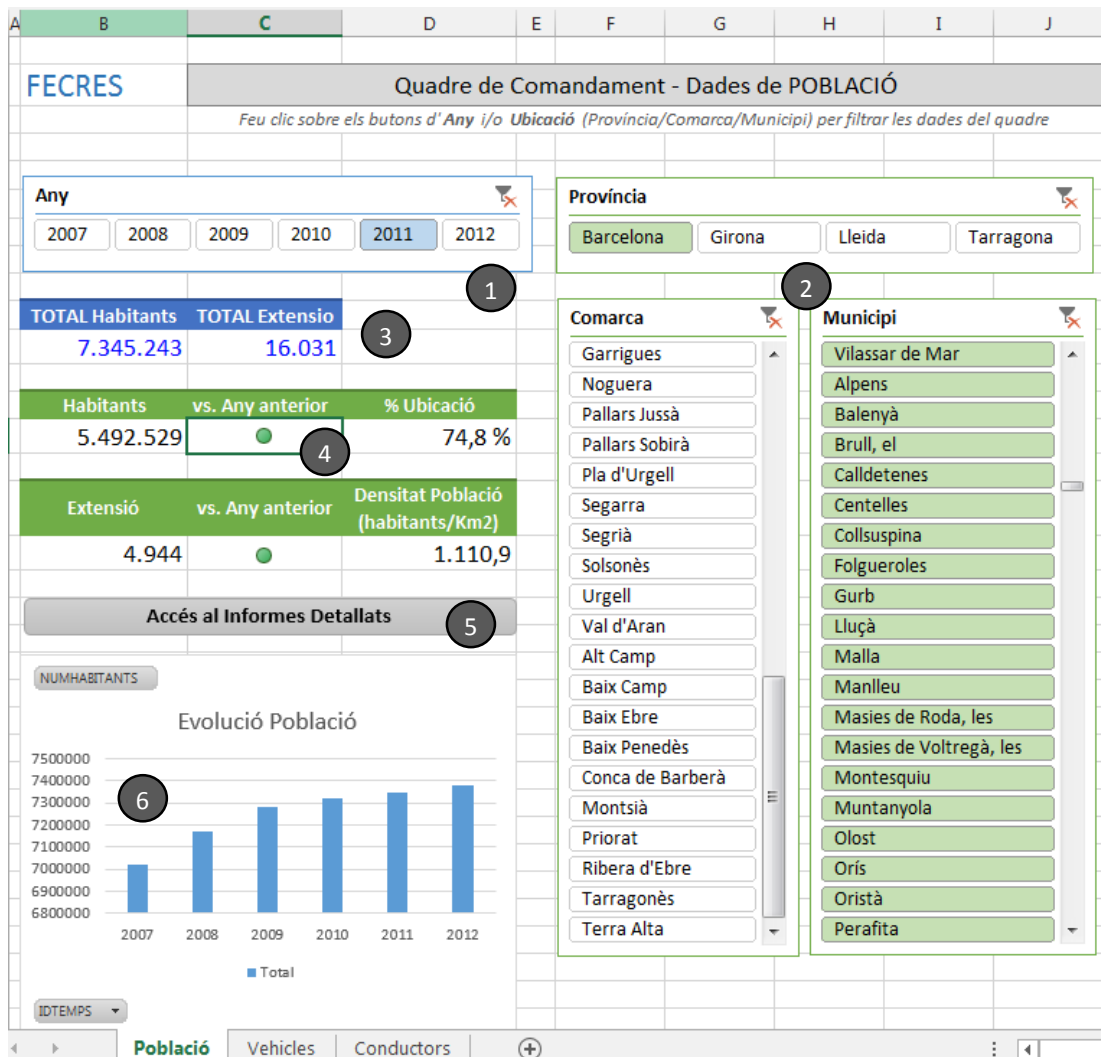 A B C D E F G H I J
FECRES
Quadre de Comandament - Dades de POBLACIÓ
Feu clic sobre els butons d'Any i/o Ubicació (Província/Comarca/Municipi) per filtrar les dades del quadre
Any
2007 2008 2009 2010 2011 2012
1
Província
Barcelona Girona Lleida Tarragona
2
TOTAL Habitants TOTAL Extensio
7.345.243 16.031
3
Habitants vs. Any anterior % Ubicació
5.492.529 74,8 %
4
Extensió vs. Any anterior Densitat Població
(habitants/Km2)
4.944 1.110,9
Accés al Informes Detallats
5
NUMHABITANTS
Evolució Població
7500000
7400000
7300000
7200000
7100000
7000000
6900000
6800000
6
2007 2008 2009 2010 2011 2012
Total
IDTEMPS
Comarca
Garrigues
Noguera
Pallars Jussà
Pallars Sobirà
Pla d'Urgell
Segarra
Segrià
Solsonès
Urgell
Val d'Aran
Alt Camp
Baix Camp
Baix Ebre
Baix Penedès
Conca de Barberà
Montsià
Priorat
Ribera d'Ebre
Tarragonès
Terra Alta
Municipi
Vilassar de Mar
Alpens
Balenyà
Brull, el
Calldetenes
Centelles
Collsuspina
Folgueroles
Gurb
Lluçà
Malla
Manlleu
Masies de Roda, les
Masies de Voltregà, les
Montesquiu
Muntanyola
Olost
Orís
Oristà
Perafita
Població Vehicles Conductors